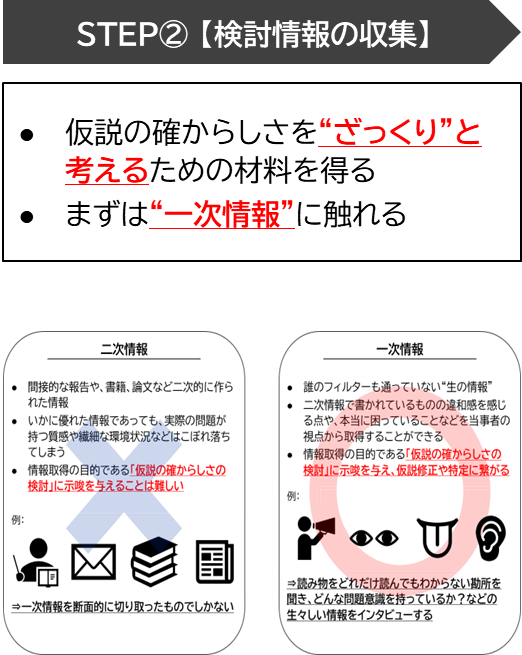 STEP②【検討情報の収集】
● 仮説の確からしさを“ざっくり”と
考えるための材料を得る
● まずは“一次情報”に触れる
二次情報
● 間接的な報告や、書籍、論文など二次的に作ら
れた情報
● いかに優れた情報であっても、実際の問題が
持つ質感や繊細な環境状況などはこぼれ落ち
てしまう
● 情報取得の目的である「仮説の確からしさの
検討」に示唆を与えることは難しい
例：
⇒一次情報を断面的に切り取ったものでしかない
一次情報
● 誰のフィルターも通っていない“生の情報”
● 二次情報で書かれているものの違和感を感じ
る点や、本当に困っていることなどを当事者の
視点から取得することができる
● 情報取得の目的である「仮説の確からしさの
検討」に示唆を与え、仮説修正や特定に繋がる
例：
⇒読み物をどれだけ読んでもわからない勘所を
聞き、どんな問題意識を持っているか？などの
生々しい情報をインタビューする